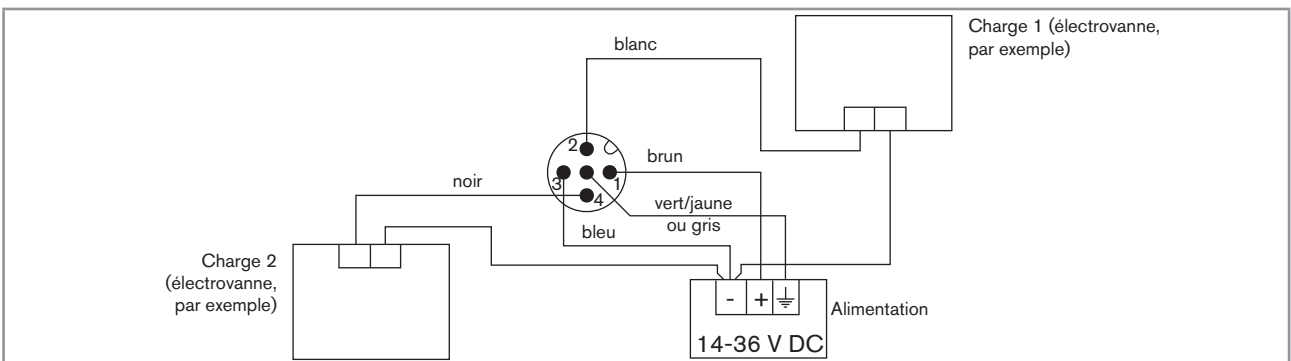 blanc
Charge 1 (électrovanne,
par exemple)
2
brun
3
1
noir
4
vert/jaune
ou gris
bleu
Charge 2
(électrovanne,
par exemple)
- +
Alimentation
14-36 V DC